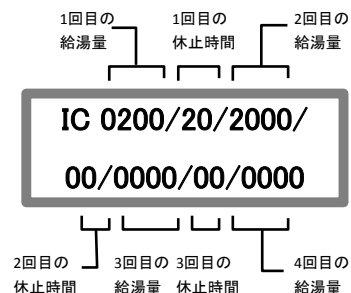 1回目の
給湯量
1回目の
休止時間
2回目の
給湯量
IC 0200/20/2000/
00/0000/00/0000
2回目の
休止時間
3回目の
給湯量
3回目の
休止時間
4回目の
給湯量